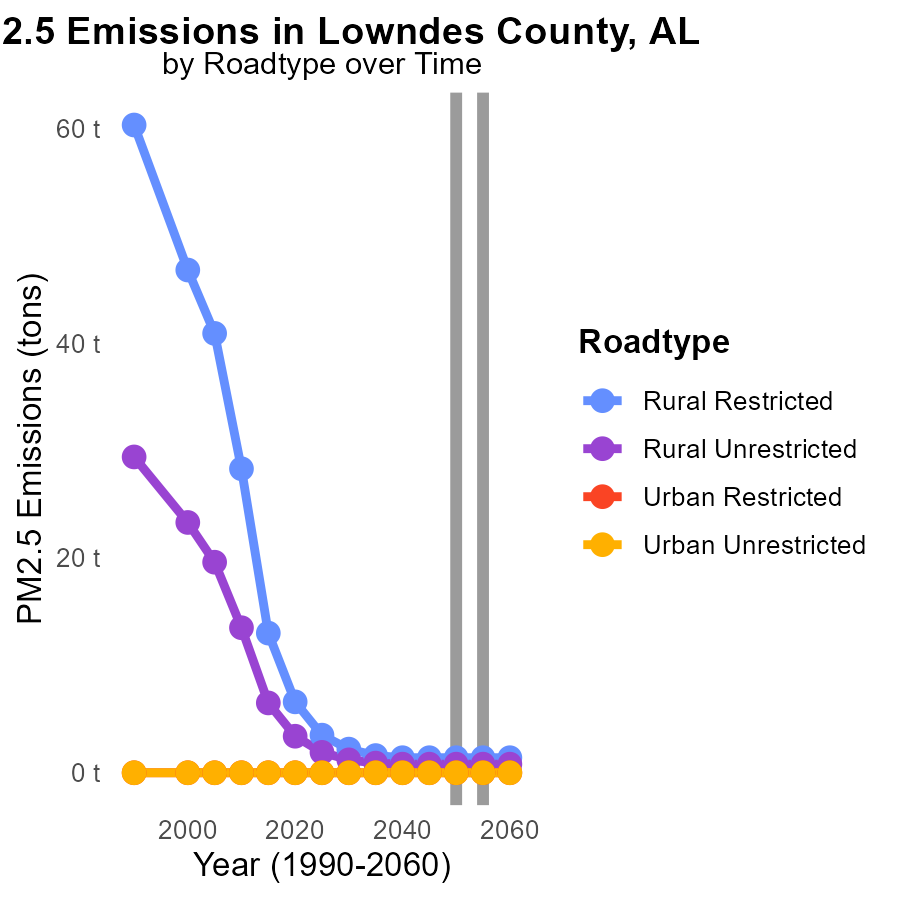 2.5 Emissions in Lowndes County, AL
by Roadtype over Time
60 t
40 t
20 t
0 t
PM2.5 Emissions (tons)
2000 2020 2040 2060
Year (1990-2060)
Roadtype
Rural Restricted
Rural Unrestricted
Urban Restricted
Urban Unrestricted